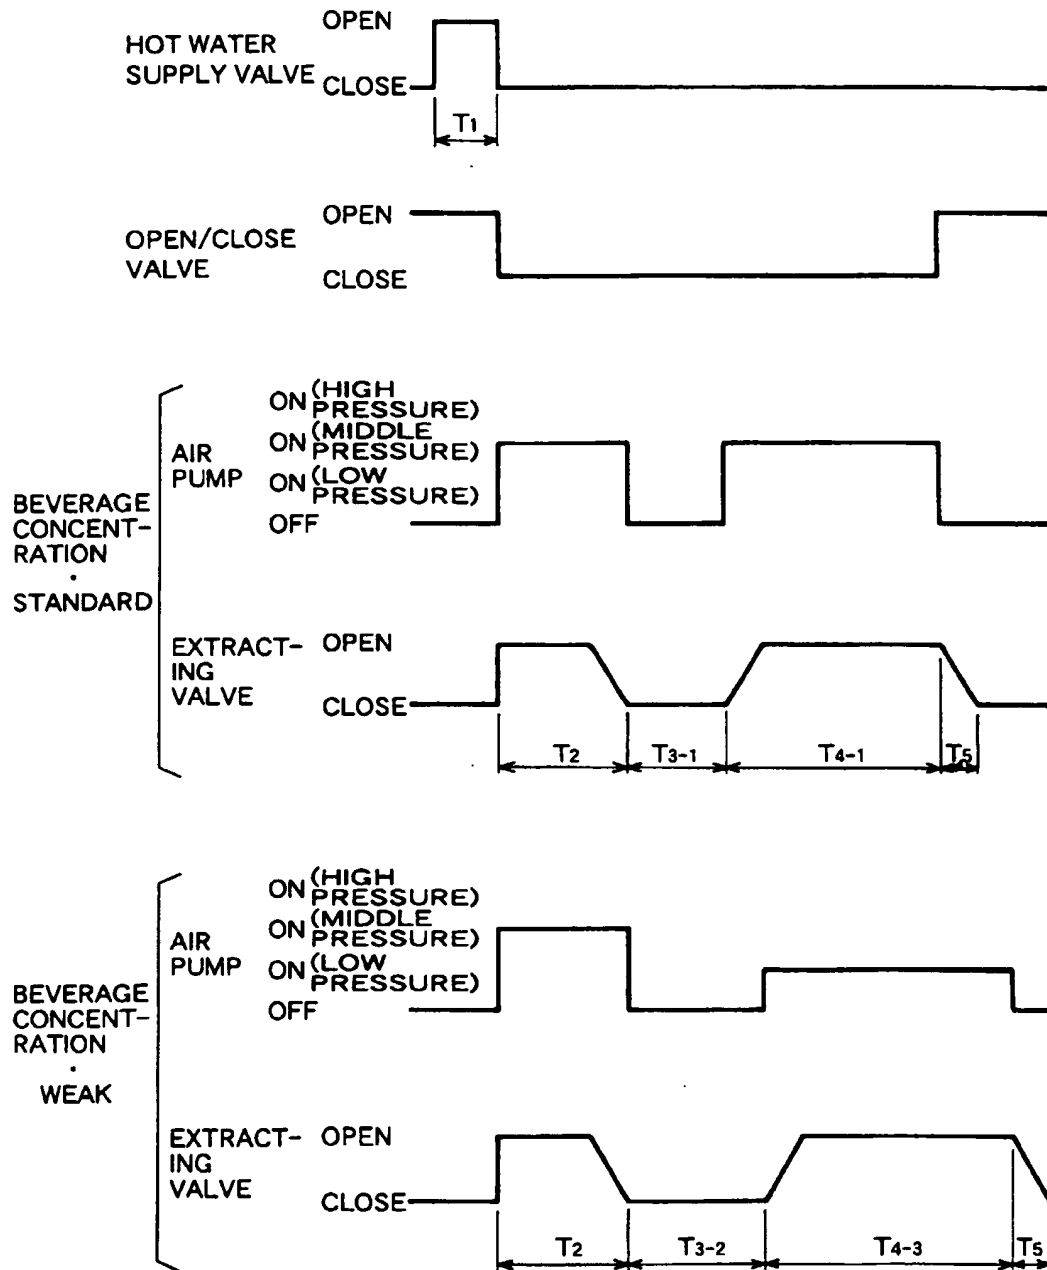 HOT WATER
SUPPLY VALVE
OPEN
CLOSE
T1
OPEN/CLOSE
VALVE
OPEN
CLOSE
BEVERAGE
CONCENT-
RATION
·
STANDARD
AIR
PUMP
ON (HIGH
PRESSURE)
ON (MIDDLE
PRESSURE)
ON (LOW
PRESSURE)
OFF
EXTRACT-
ING
VALVE
OPEN
CLOSE
T2
T3-1
T4-1
T5
BEVERAGE
CONCENT-
RATION
·
WEAK
AIR
PUMP
ON (HIGH
PRESSURE)
ON (MIDDLE
PRESSURE)
ON (LOW
PRESSURE)
OFF
EXTRACT-
ING
VALVE
OPEN
CLOSE
T2
T3-2
T4-3
T5